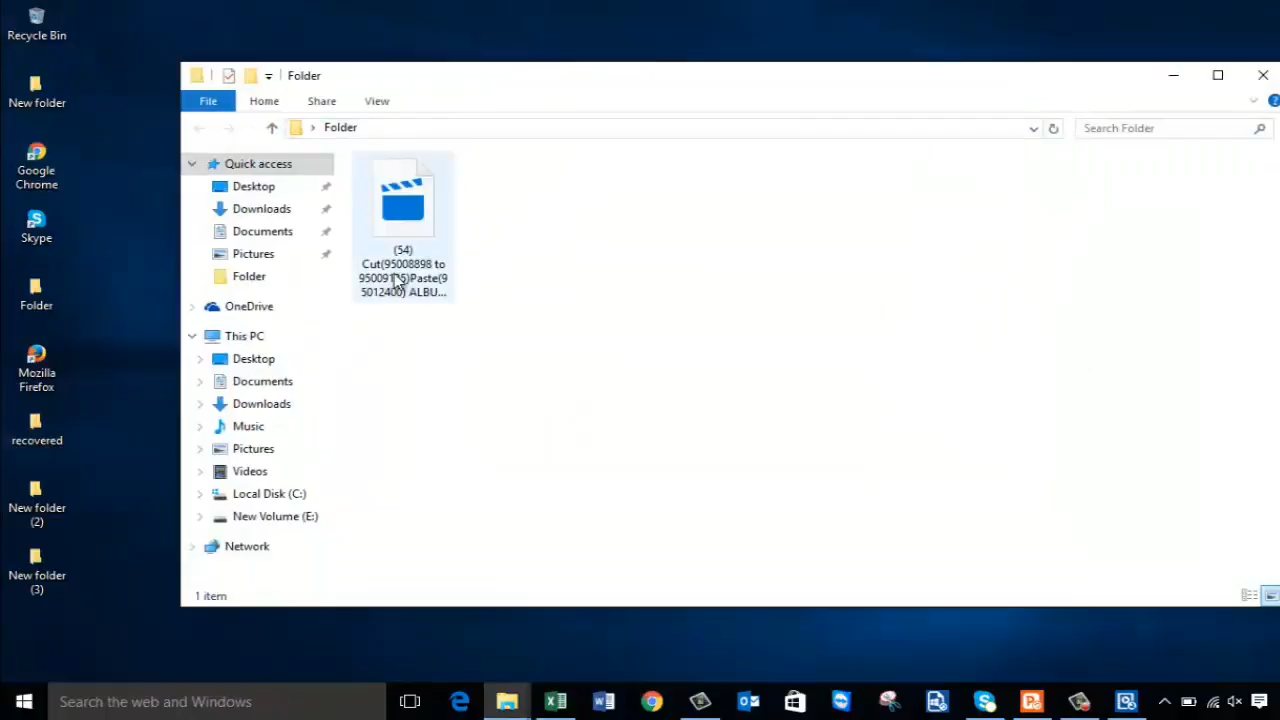 Recycle Bin
New folder
Google
Chrome
Skype
Folder
Mozilla
Firefox
recovered
New folder
(2)
New folder
(3)
Folder
File
Home
Share
View
Folder
Search Folder
Quick access
Desktop
Downloads
Documents
Pictures
Folder
OneDrive
This PC
Desktop
Documents
Downloads
Music
Pictures
Videos
Local Disk (C:)
New Volume (E:)
Network
(54)
Cut(95008898 to
5)Paste(9
5012400) ALBU...
1 item
Search the web and Windows